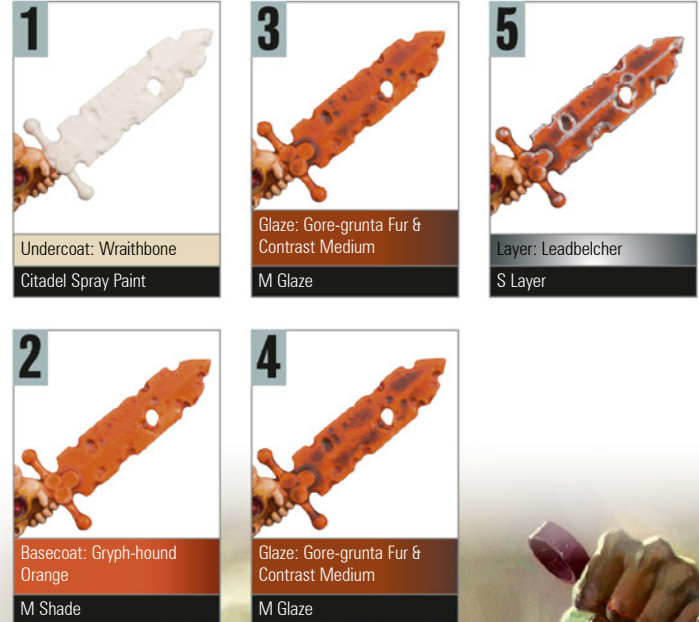 1
Undercoat: Wraithbone
Citadel Spray Paint
2
Basecoat: Gryph-hound
Orange
M Shade
3
Glaze: Gore-grunta Fur &
Contrast Medium
M Glaze
4
Glaze: Gore-grunta Fur &
Contrast Medium
M Glaze
5
Layer: Leadbelcher
S Layer